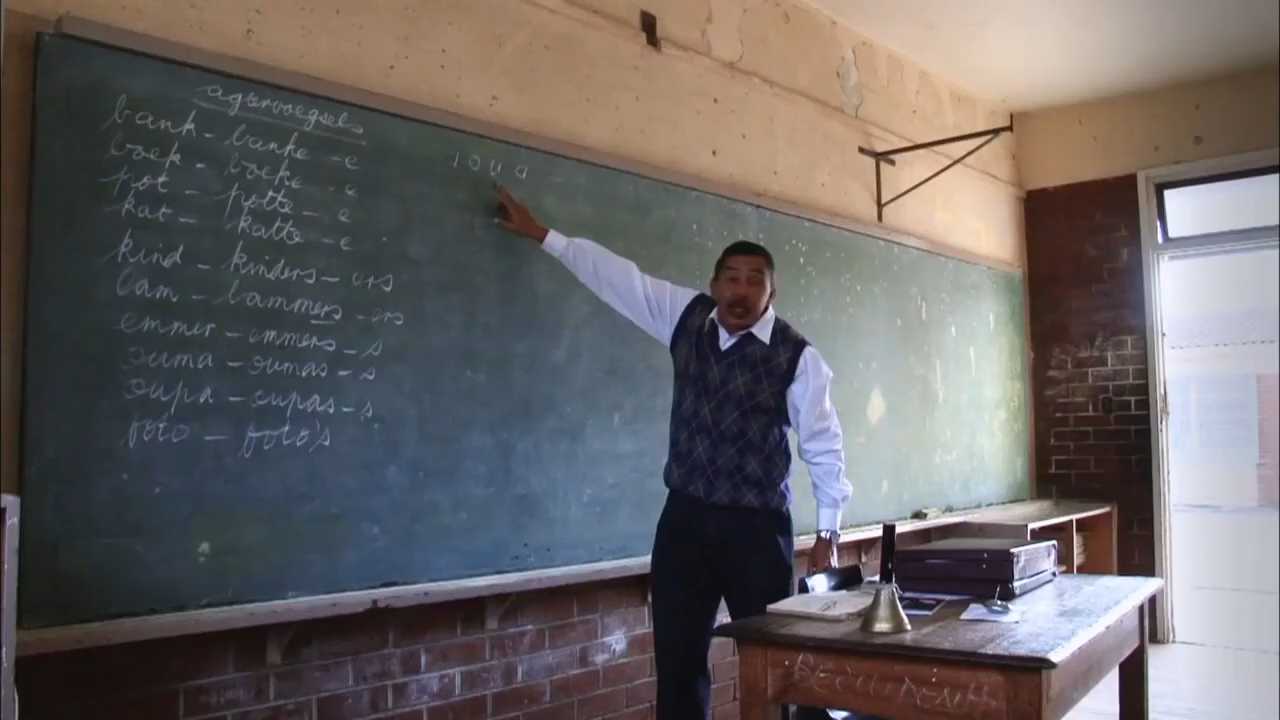 agtervoegsels
bank - banke - e
boek - boeke - e
pot - potte - e
kat - katte - e
kind - kinders - ers
lam - lammers - ers
emmer - emmers - s
ouma - oumas - s
oupa - oupas - s
foto - foto's
i o u a